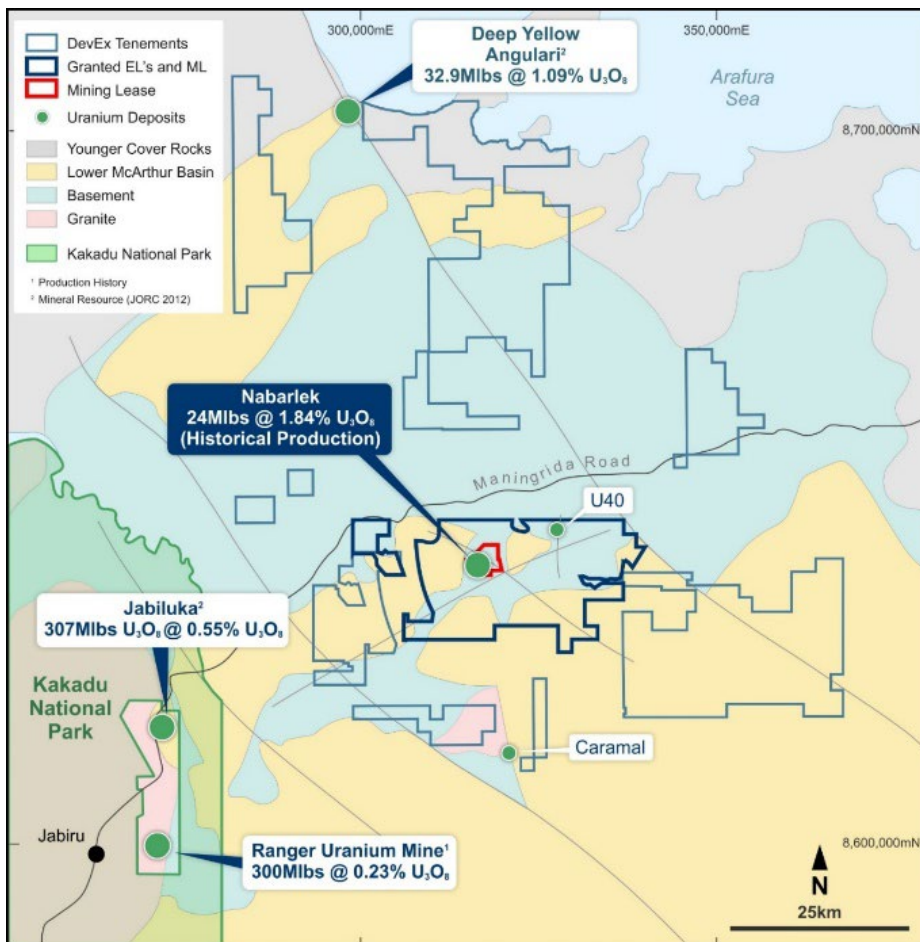 DevEx Tenements
Granted EL's and ML
Mining Lease
Uranium Deposits
Younger Cover Rocks
Lower McArthur Basin
Basement
Granite
Kakadu National Park
¹ Production History
² Mineral Resource (JORC 2012)
300,000mE
350,000mE
Deep Yellow
Angulari²
32.9Mlbs @ 1.09% U₃O₈
Arafura
Sea
8,700,000mN
Nabarlek
24Mlbs @ 1.84% U₃O₈
(Historical Production)
Maningrida Road
U40
Jabiluka²
307Mlbs U₃O₈ @ 0.55% U₃O₈
Kakadu
National
Park
Caramal
Jabiru
Ranger Uranium Mine¹
300Mlbs @ 0.23% U₃O₈
8,600,000mN
N
25km